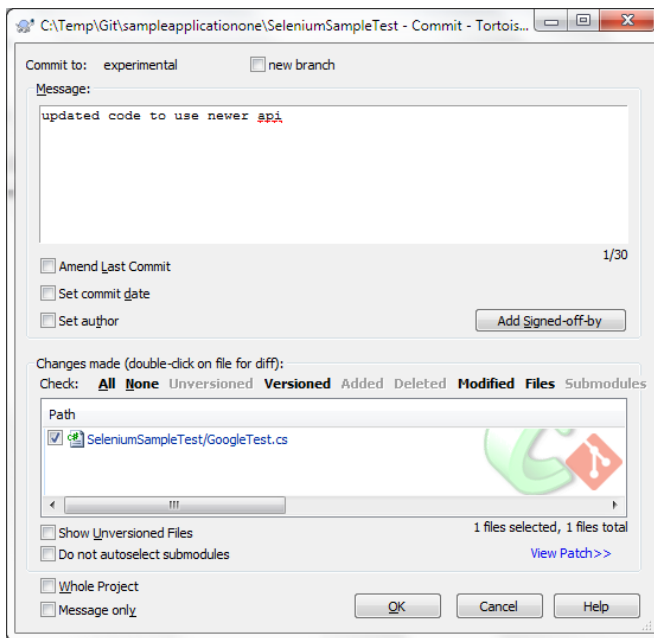 C:\Temp\Git\sampleapplicationone\SeleniumSampleTest - Commit - Tortois...
Commit to: experimental new branch
Message:
updated code to use newer api
1/30
Amend Last Commit
Set commit date
Set author
Add Signed-off-by
Changes made (double-click on file for diff):
Check: All None Unversioned Versioned Added Deleted Modified Files Submodules
Path
SeleniumSampleTest/GoogleTest.cs
Show Unversioned Files
1 files selected, 1 files total
Do not autoselect submodules
View Patch>>
Whole Project
Message only
OK Cancel Help